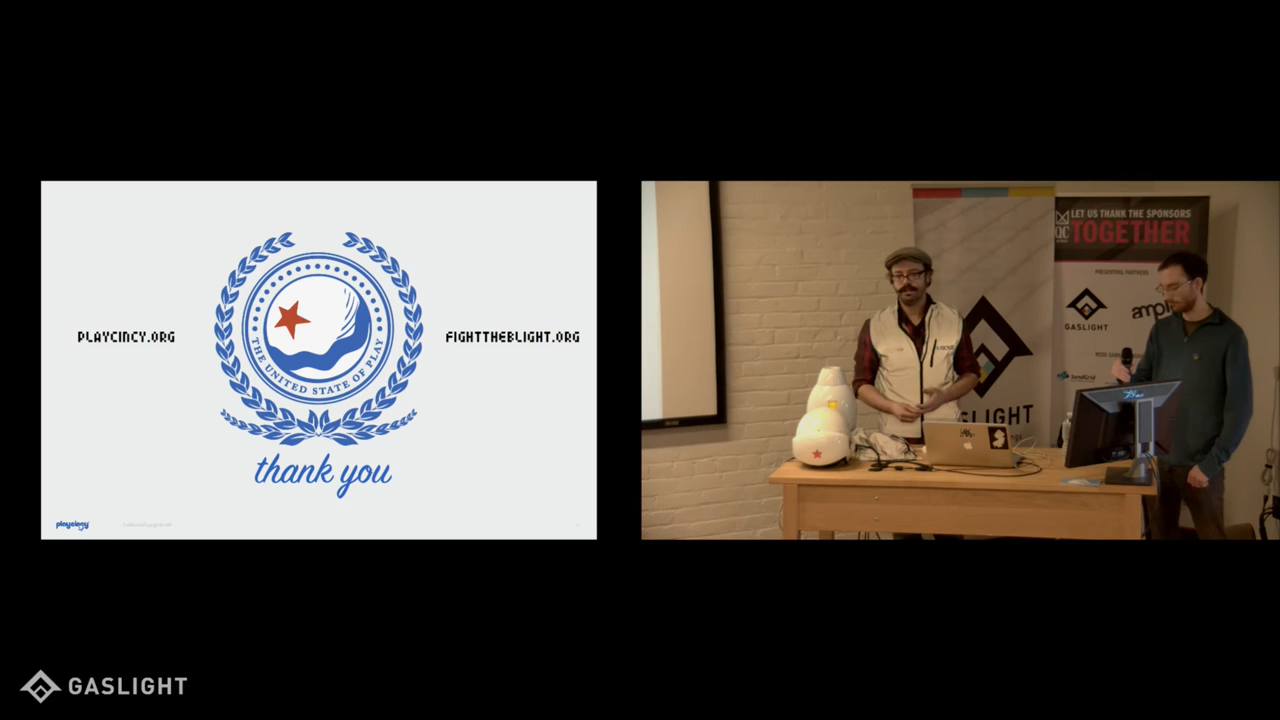 PLAYCINCY.ORG
THE UNITED STATE OF PLAY
FIGHTTHEBLIGHT.ORG
thank you
playcincy
LET US THANK THE SPONSORS
TOGETHER
PRESENTING PARTNERS
GASLIGHT
SendGrid
GASLIGHT